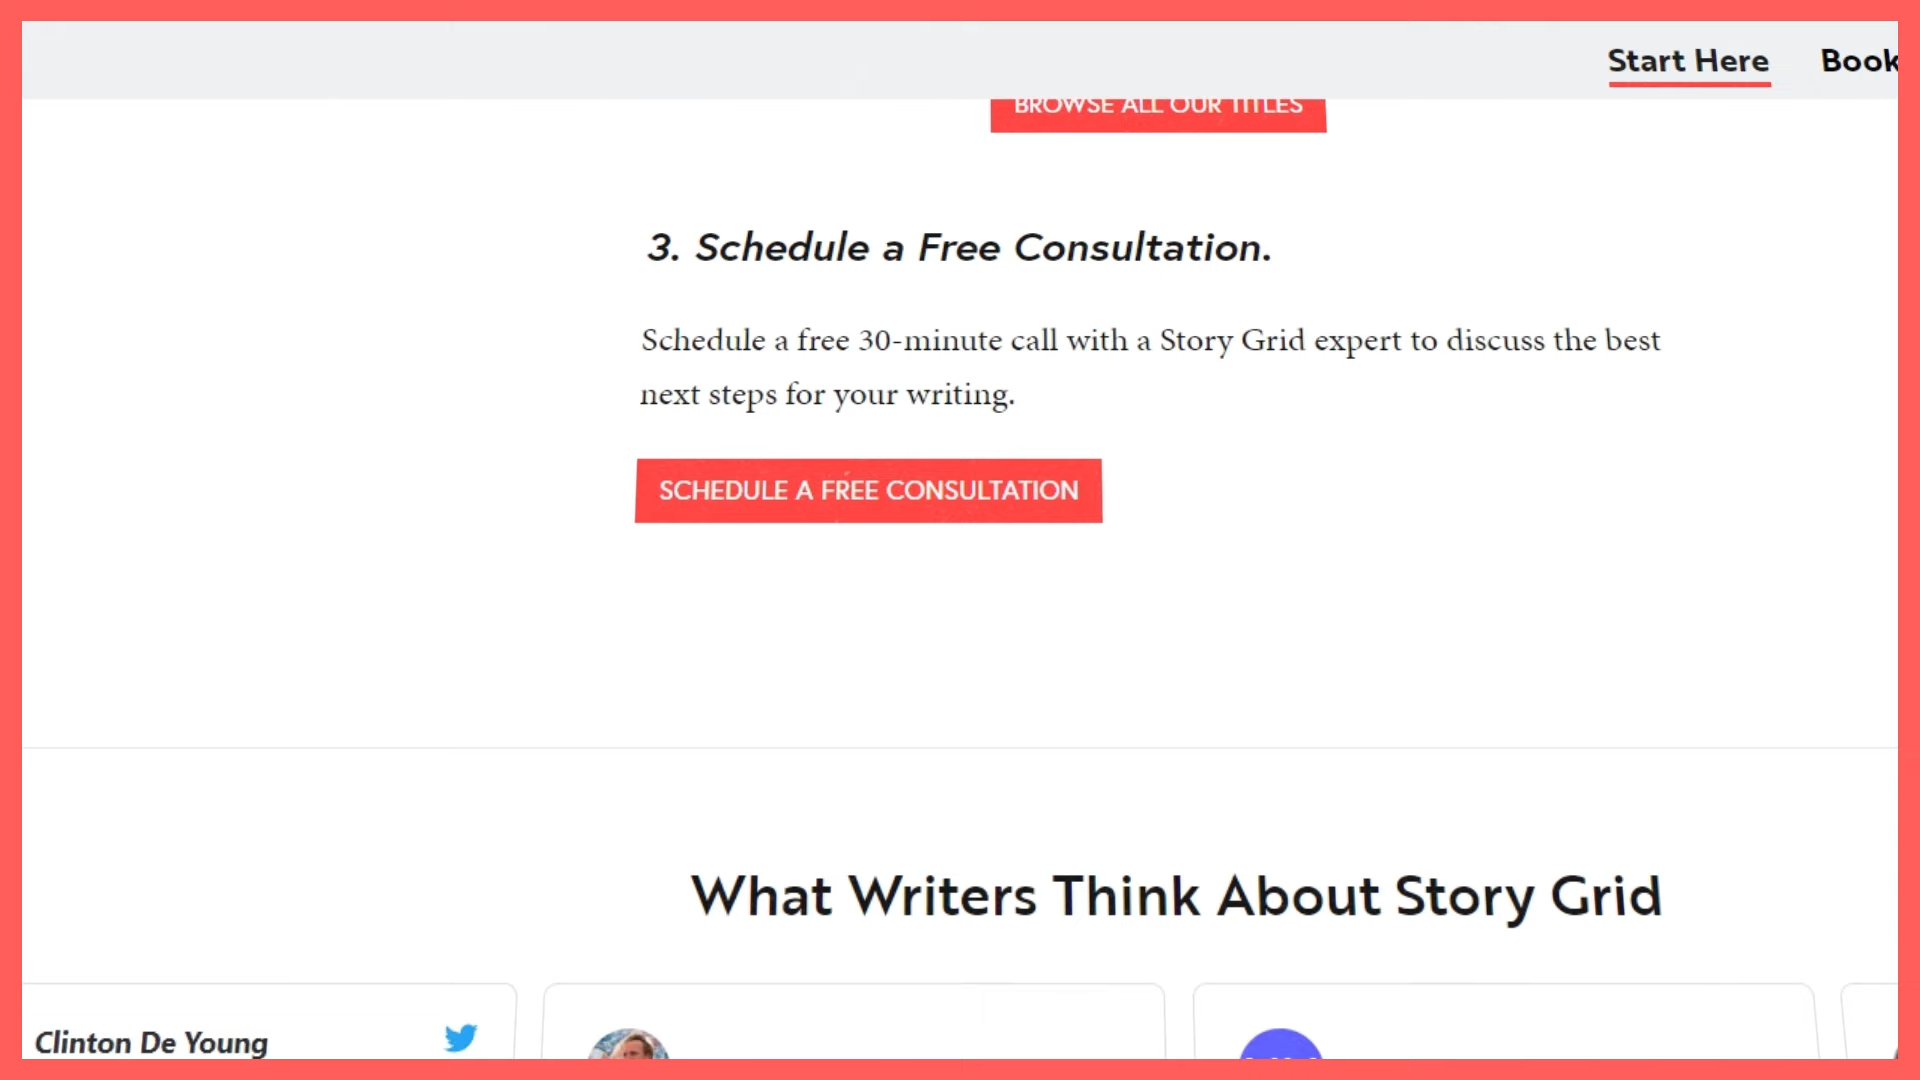 Start Here
Book
BROWSE ALL OUR TITLES
3. Schedule a Free Consultation.
Schedule a free 30-minute call with a Story Grid expert to discuss the best
next steps for your writing.
SCHEDULE A FREE CONSULTATION
What Writers Think About Story Grid
Clinton De Young